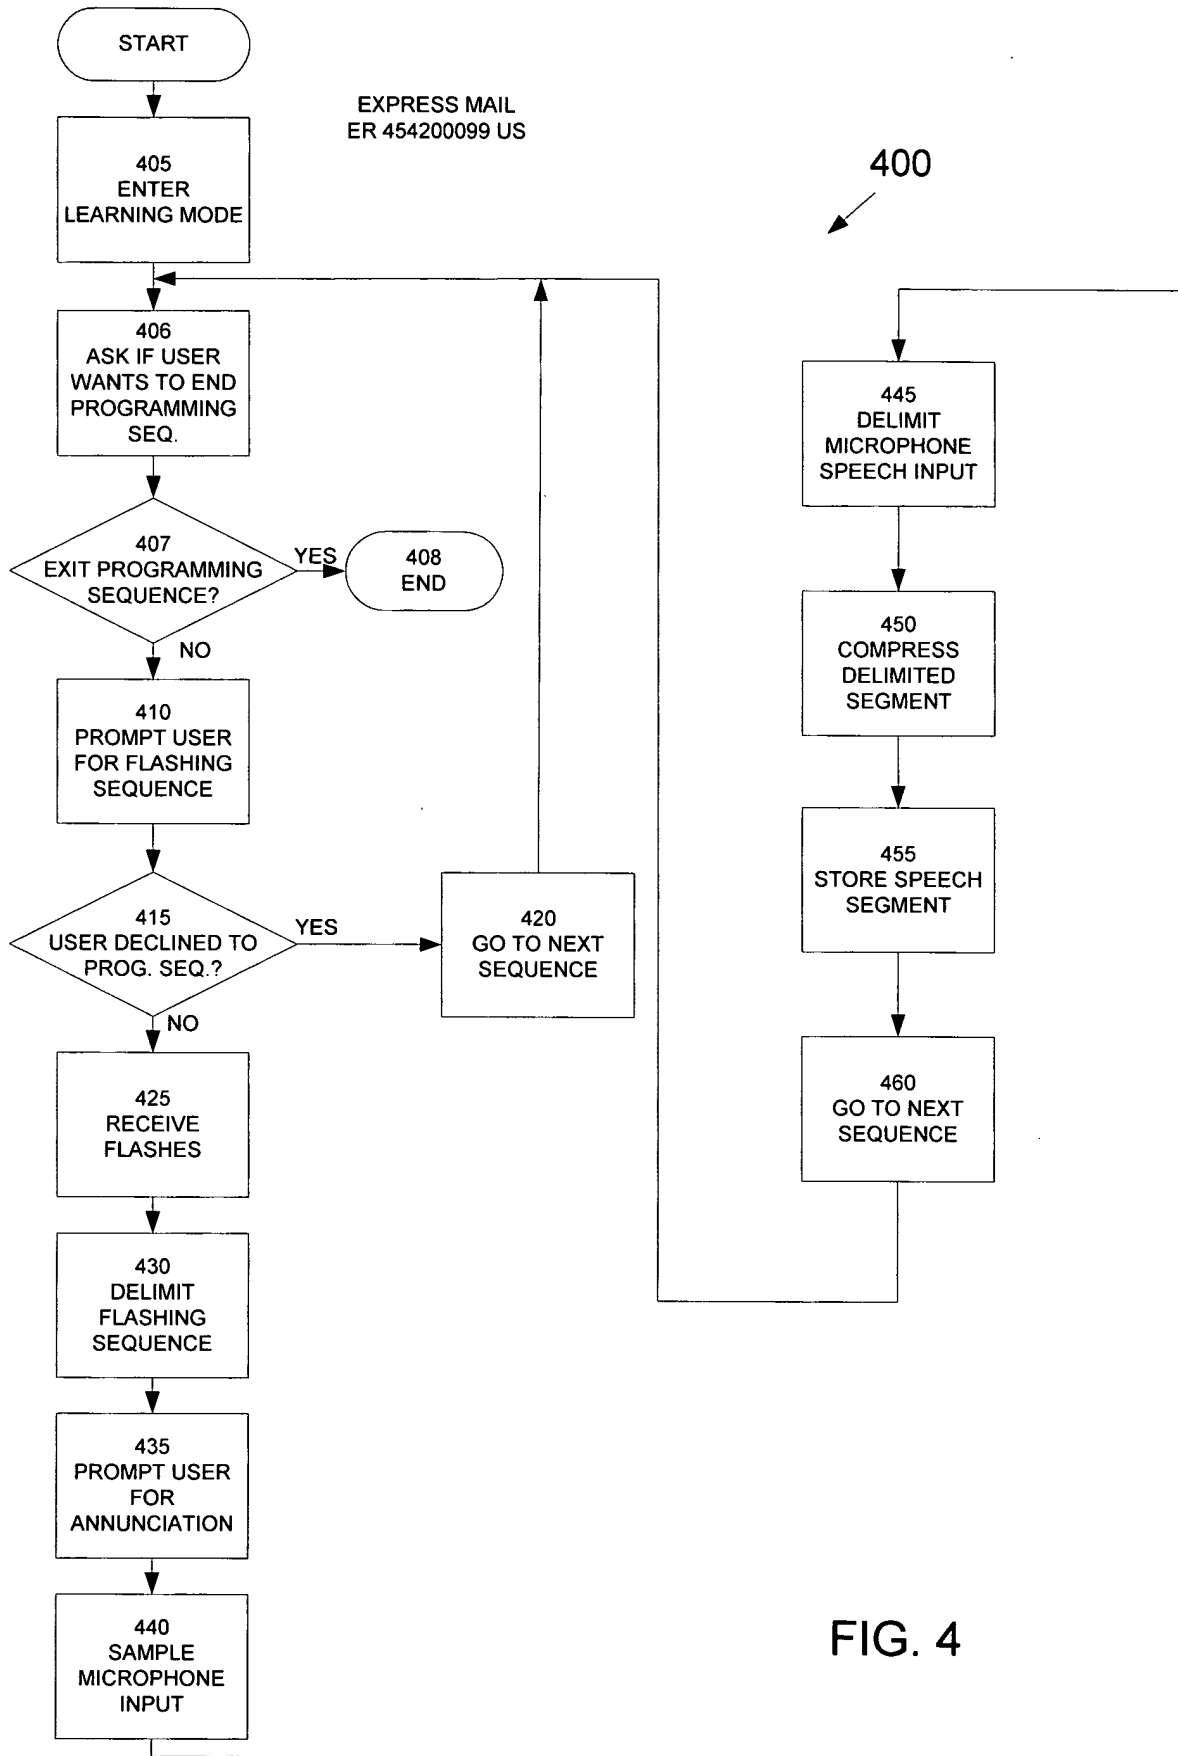 START
EXPRESS MAIL
ER 454200099 US
405
ENTER
LEARNING MODE
400
406
ASK IF USER
WANTS TO END
PROGRAMMING
SEQ.
407
EXIT PROGRAMMING
SEQUENCE?
YES
408
END
NO
410
PROMPT USER
FOR FLASHING
SEQUENCE
415
USER DECLINED TO
PROG. SEQ.?
YES
420
GO TO NEXT
SEQUENCE
NO
425
RECEIVE
FLASHES
430
DELIMIT
FLASHING
SEQUENCE
435
PROMPT USER
FOR
ANNUNCIATION
440
SAMPLE
MICROPHONE
INPUT
445
DELIMIT
MICROPHONE
SPEECH INPUT
450
COMPRESS
DELIMITED
SEGMENT
455
STORE SPEECH
SEGMENT
460
GO TO NEXT
SEQUENCE
FIG. 4